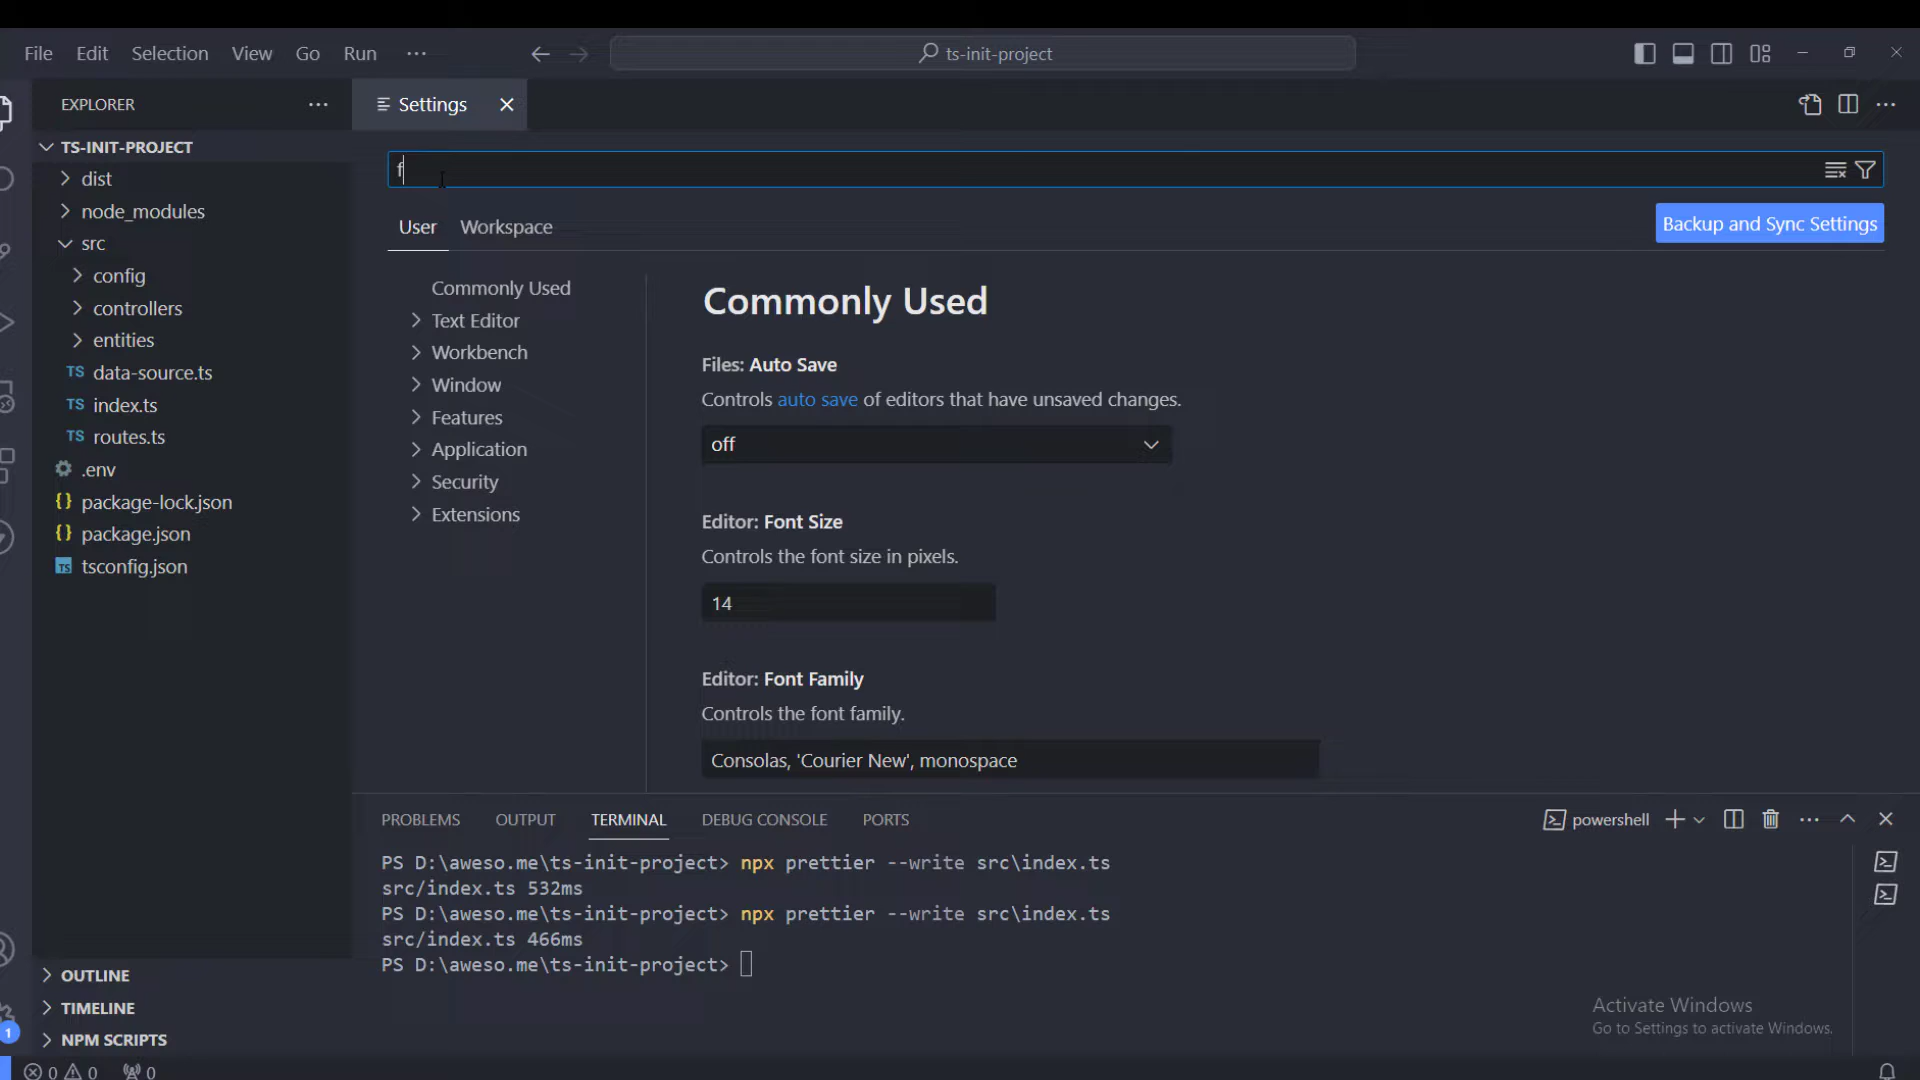 File Edit Selection View Go Run ts-init-project
EXPLORER
Settings
TS-INIT-PROJECT
dist
node_modules
src
config
controllers
entities
TS data-source.ts
TS index.ts
TS routes.ts
.env
{} package-lock.json
{} package.json
TS tsconfig.json
OUTLINE
TIMELINE
NPM SCRIPTS
1
0 0 0
f
User Workspace
Backup and Sync Settings
Commonly Used
Text Editor
Workbench
Window
Features
Application
Security
Extensions
Commonly Used
Files: Auto Save
Controls auto save of editors that have unsaved changes.
off
Editor: Font Size
Controls the font size in pixels.
14
Editor: Font Family
Controls the font family.
Consolas, 'Courier New', monospace
PROBLEMS OUTPUT TERMINAL DEBUG CONSOLE PORTS
powershell
PS D:\aweso.me\ts-init-project> npx prettier --write src\index.ts
src/index.ts 532ms
PS D:\aweso.me\ts-init-project> npx prettier --write src\index.ts
src/index.ts 466ms
PS D:\aweso.me\ts-init-project>
Activate Windows
Go to Settings to activate Windows.